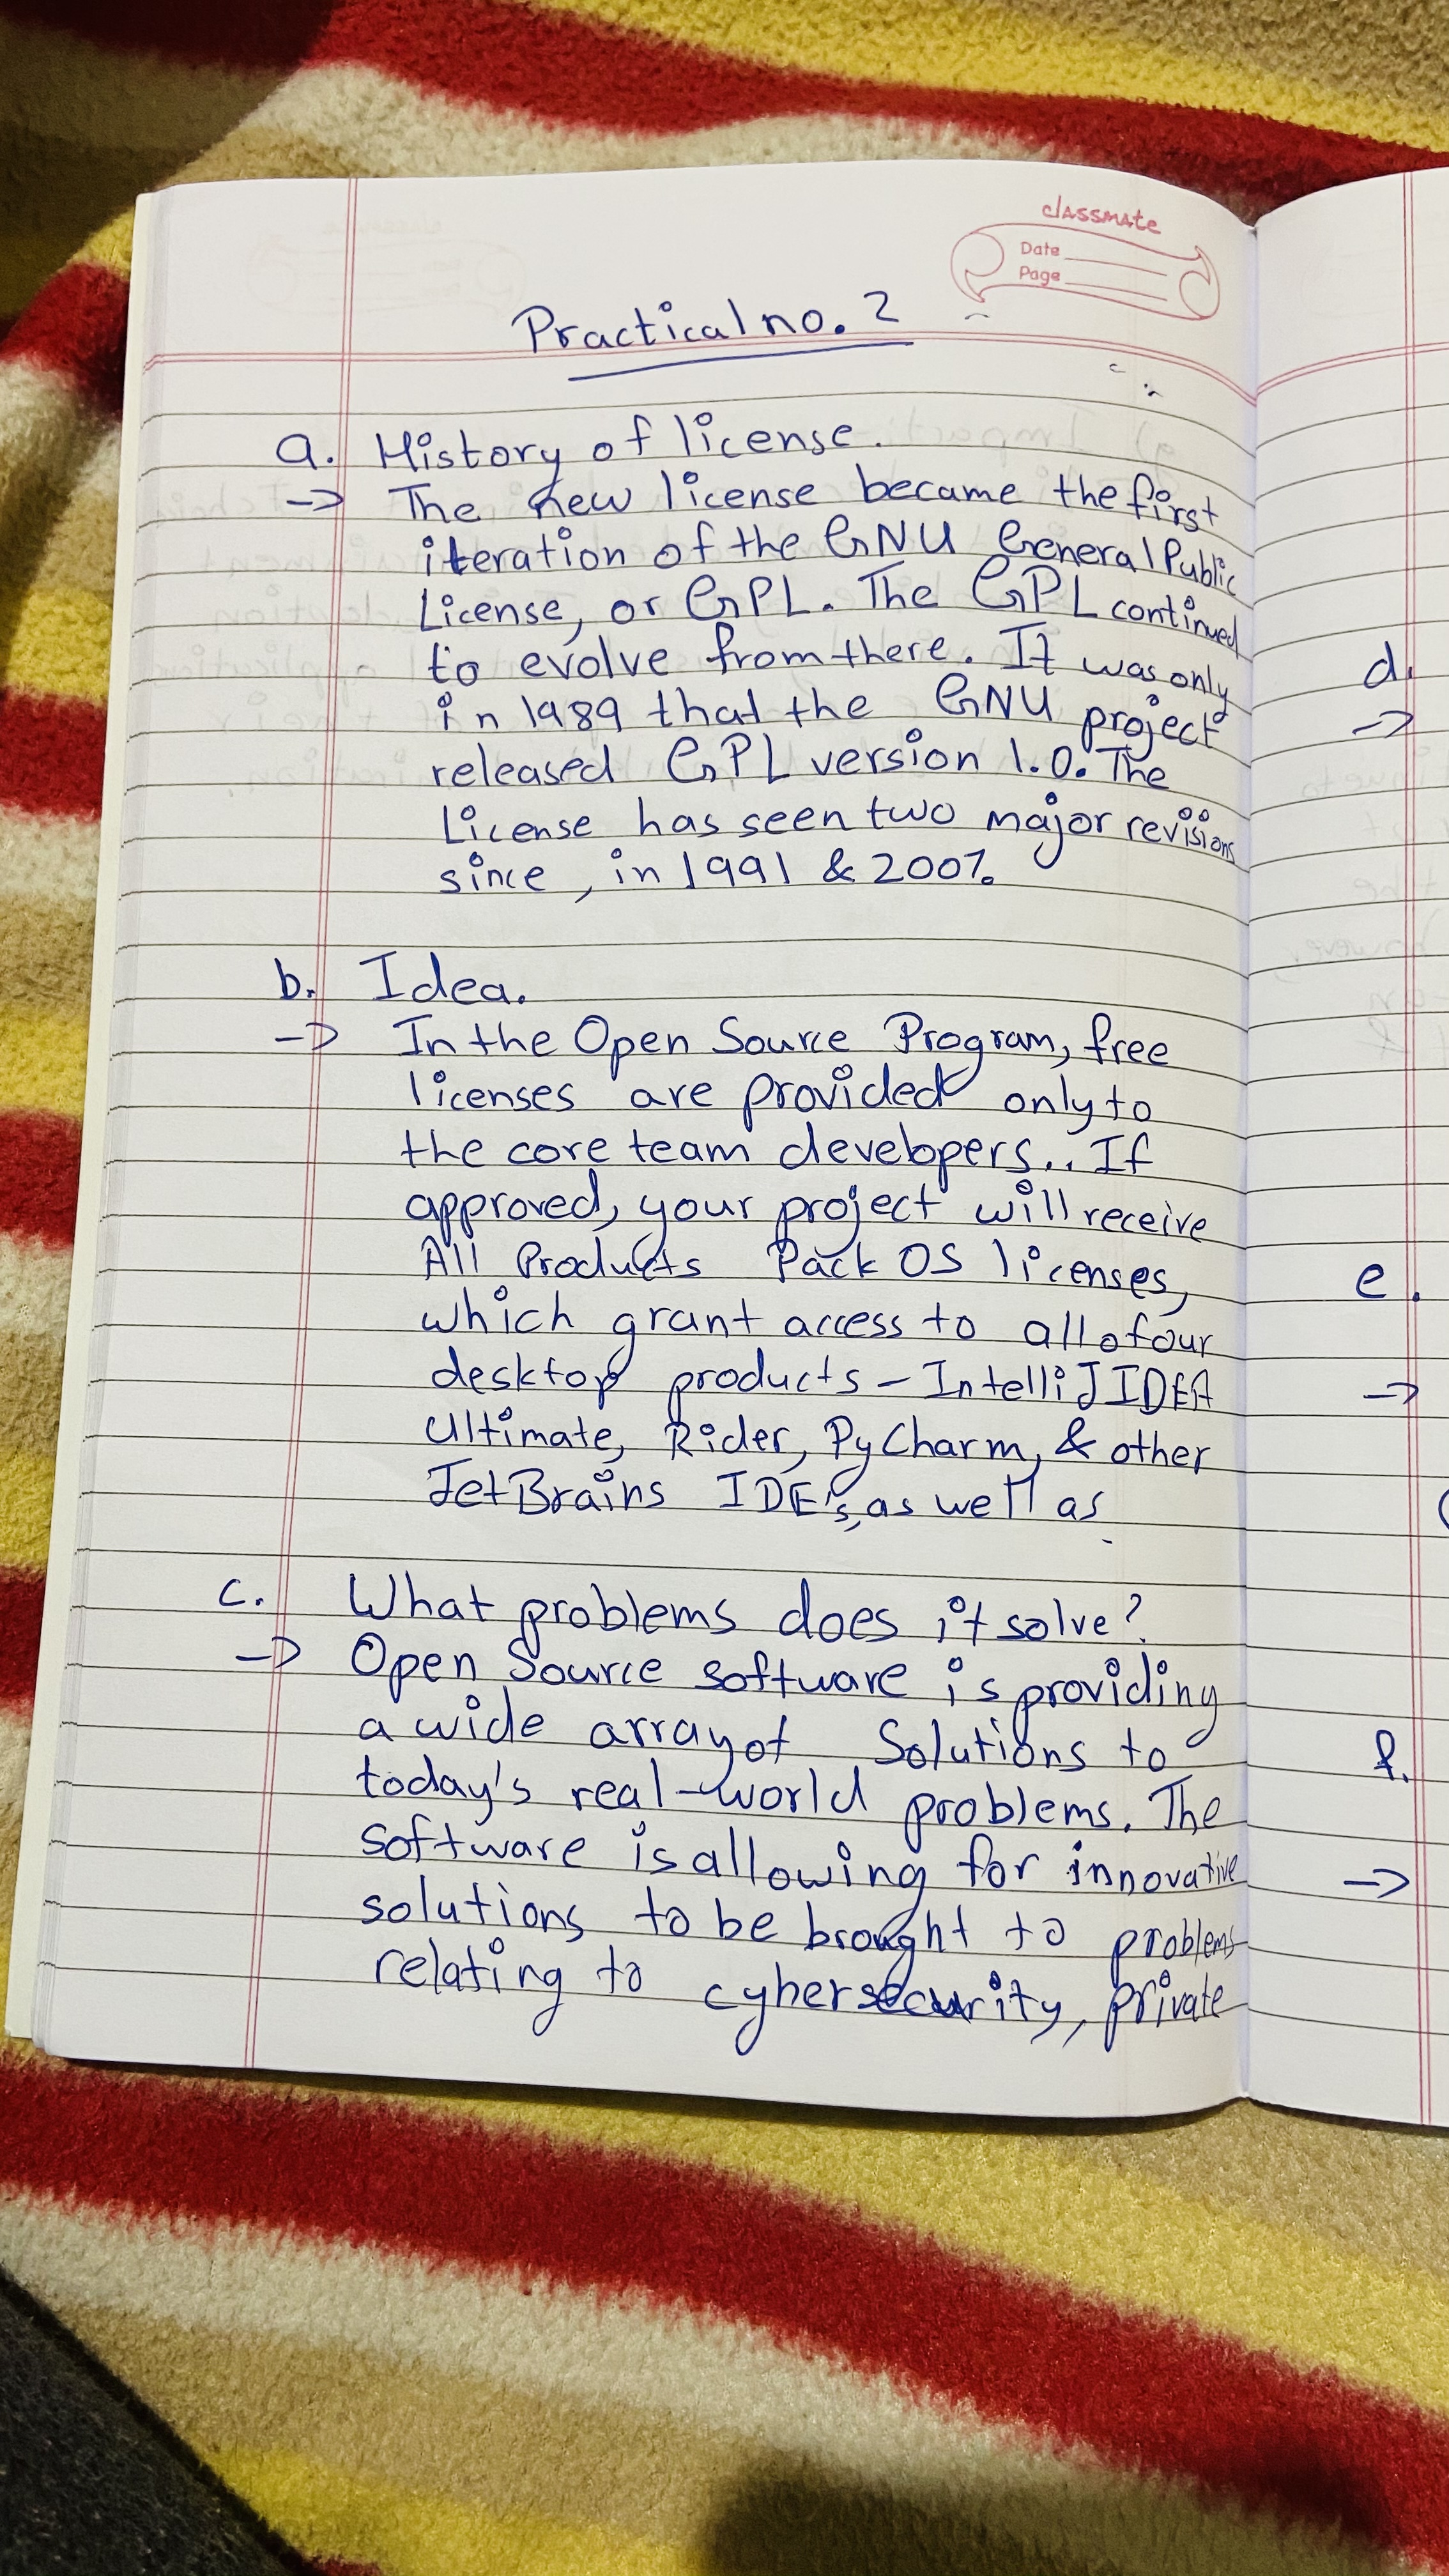 classmate
Date
Page
Practical no. 2
a. History of license.
→ The new license became the first
iteration of the GNU General Public
License, or GPL. The GPL continued
to evolve from there. It was only
in 1989 that the GNU project
released GPL version 1.0. The
License has seen two major revisions
since, in 1991 & 2007.
b. Idea.
→ In the Open Source Program, free
licenses are provided only to
the core team developers.. If
approved, your project will receive
All Products Pack OS licenses,
which grant access to all of our
desktop products - IntelliJ IDEA
Ultimate, Rider, PyCharm, & other
JetBrains IDE's, as well as
c. What problems does it solve?
→ Open Source software is providing
a wide array of Solutions to
today's real-world problems. The
software is allowing for innovative
solutions to be brought to problems
relating to cybersecurity, private
d.
→
e.
→
f.
→